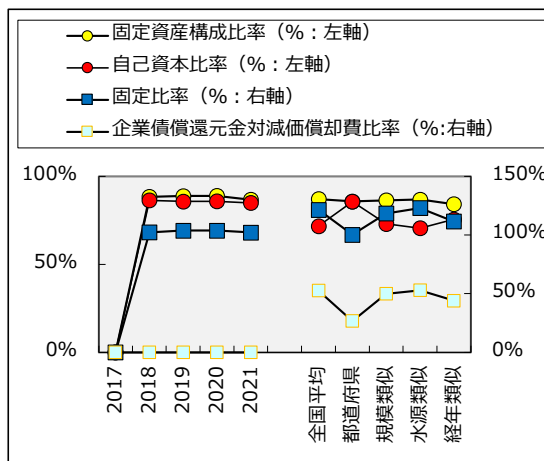 固定資産構成比率（%：左軸）
自己資本比率（%：左軸）
固定比率（%：右軸）
企業債償還元金対減価償却費比率（%:右軸）
100%
50%
0%
150%
100%
50%
0%
2017
2018
2019
2020
2021
全国平均
都道府県
規模類似
水源類似
経年類似